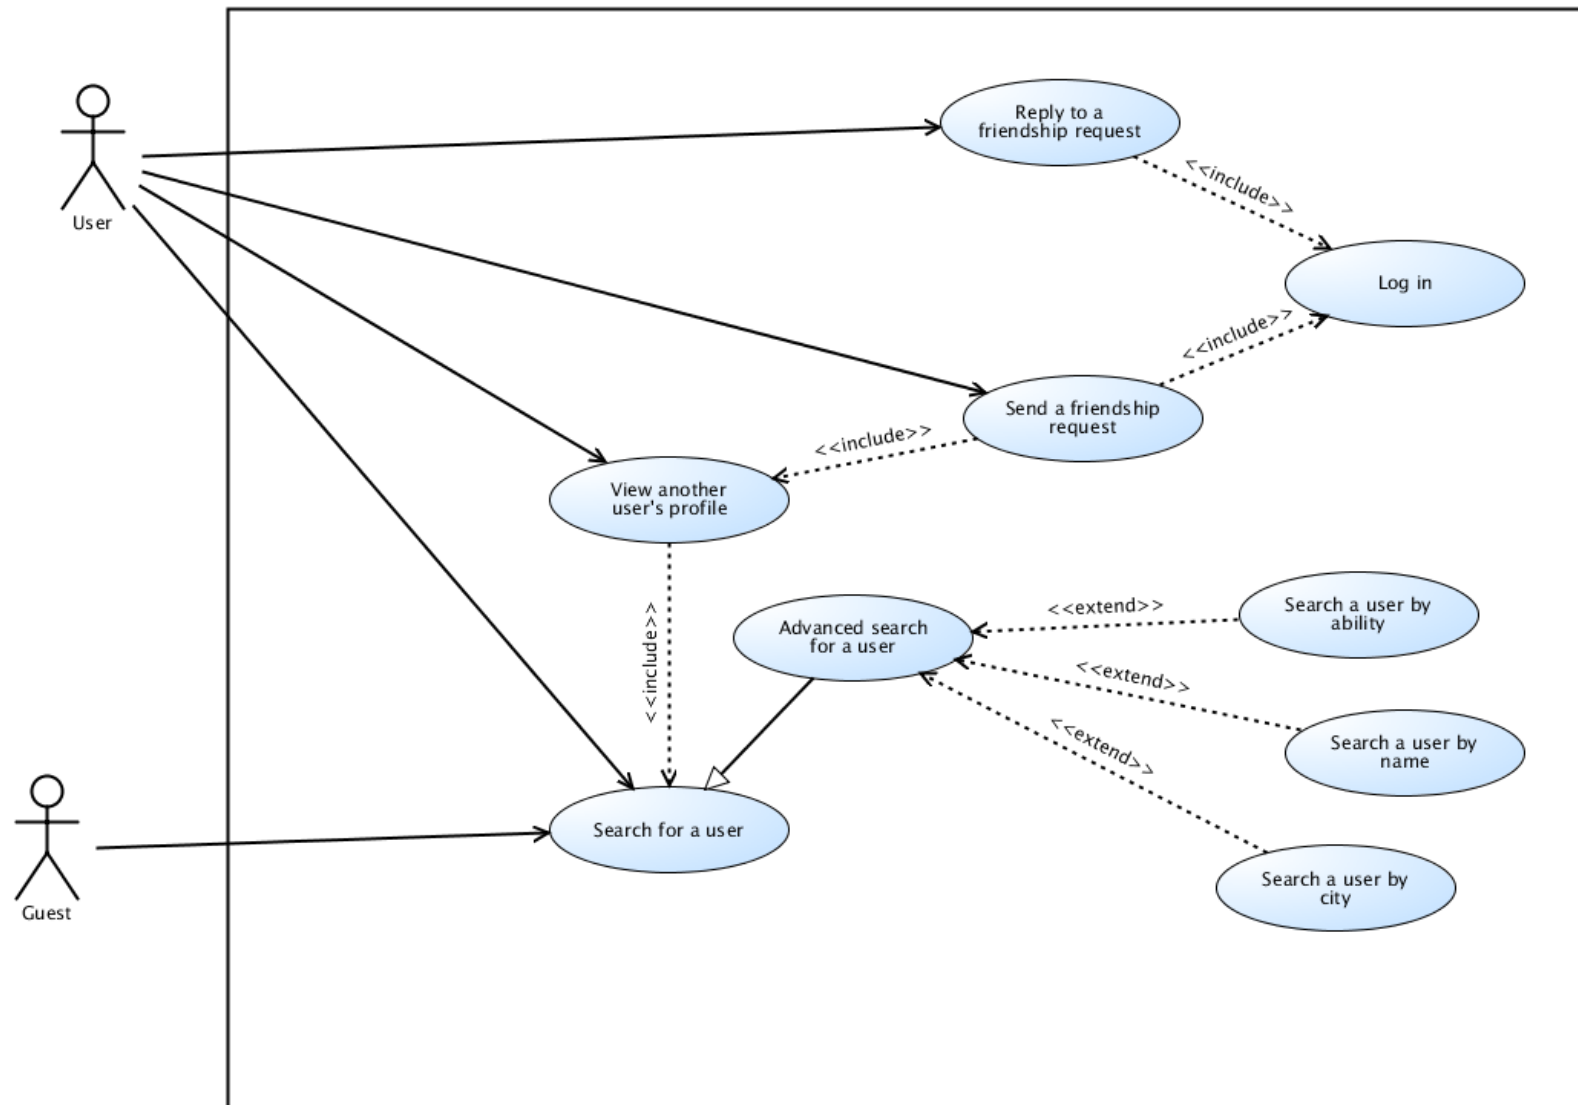 User
Reply to a
friendship request
<<include>>
Log in
<<include>>
Send a friendship
request
<<include>>
View another
user's profile
<<include>>
Advanced search
for a user
<<extend>>
Search a user by
ability
<<extend>>
Search a user by
name
<<extend>>
Search for a user
Search a user by
city
Guest